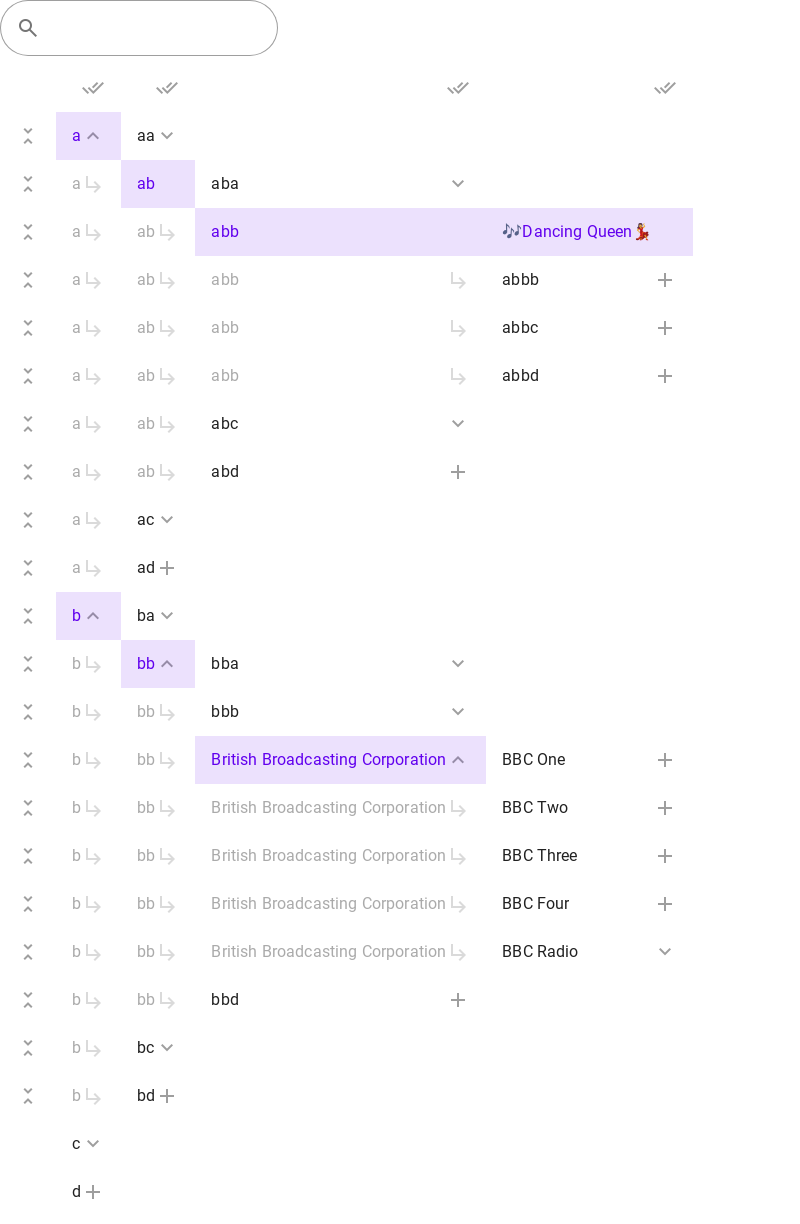 a aa
a ab aba
a ab abb 🎶Dancing Queen💃
a ab abb abbb
a ab abb abbc
a ab abb abbd
a ab abc
a ab abd
a ac
a ad
b ba
b bb bba
b bb bbb
b bb British Broadcasting Corporation BBC One
b bb British Broadcasting Corporation BBC Two
b bb British Broadcasting Corporation BBC Three
b bb British Broadcasting Corporation BBC Four
b bb British Broadcasting Corporation BBC Radio
b bb bbd
b bc
b bd
c
d